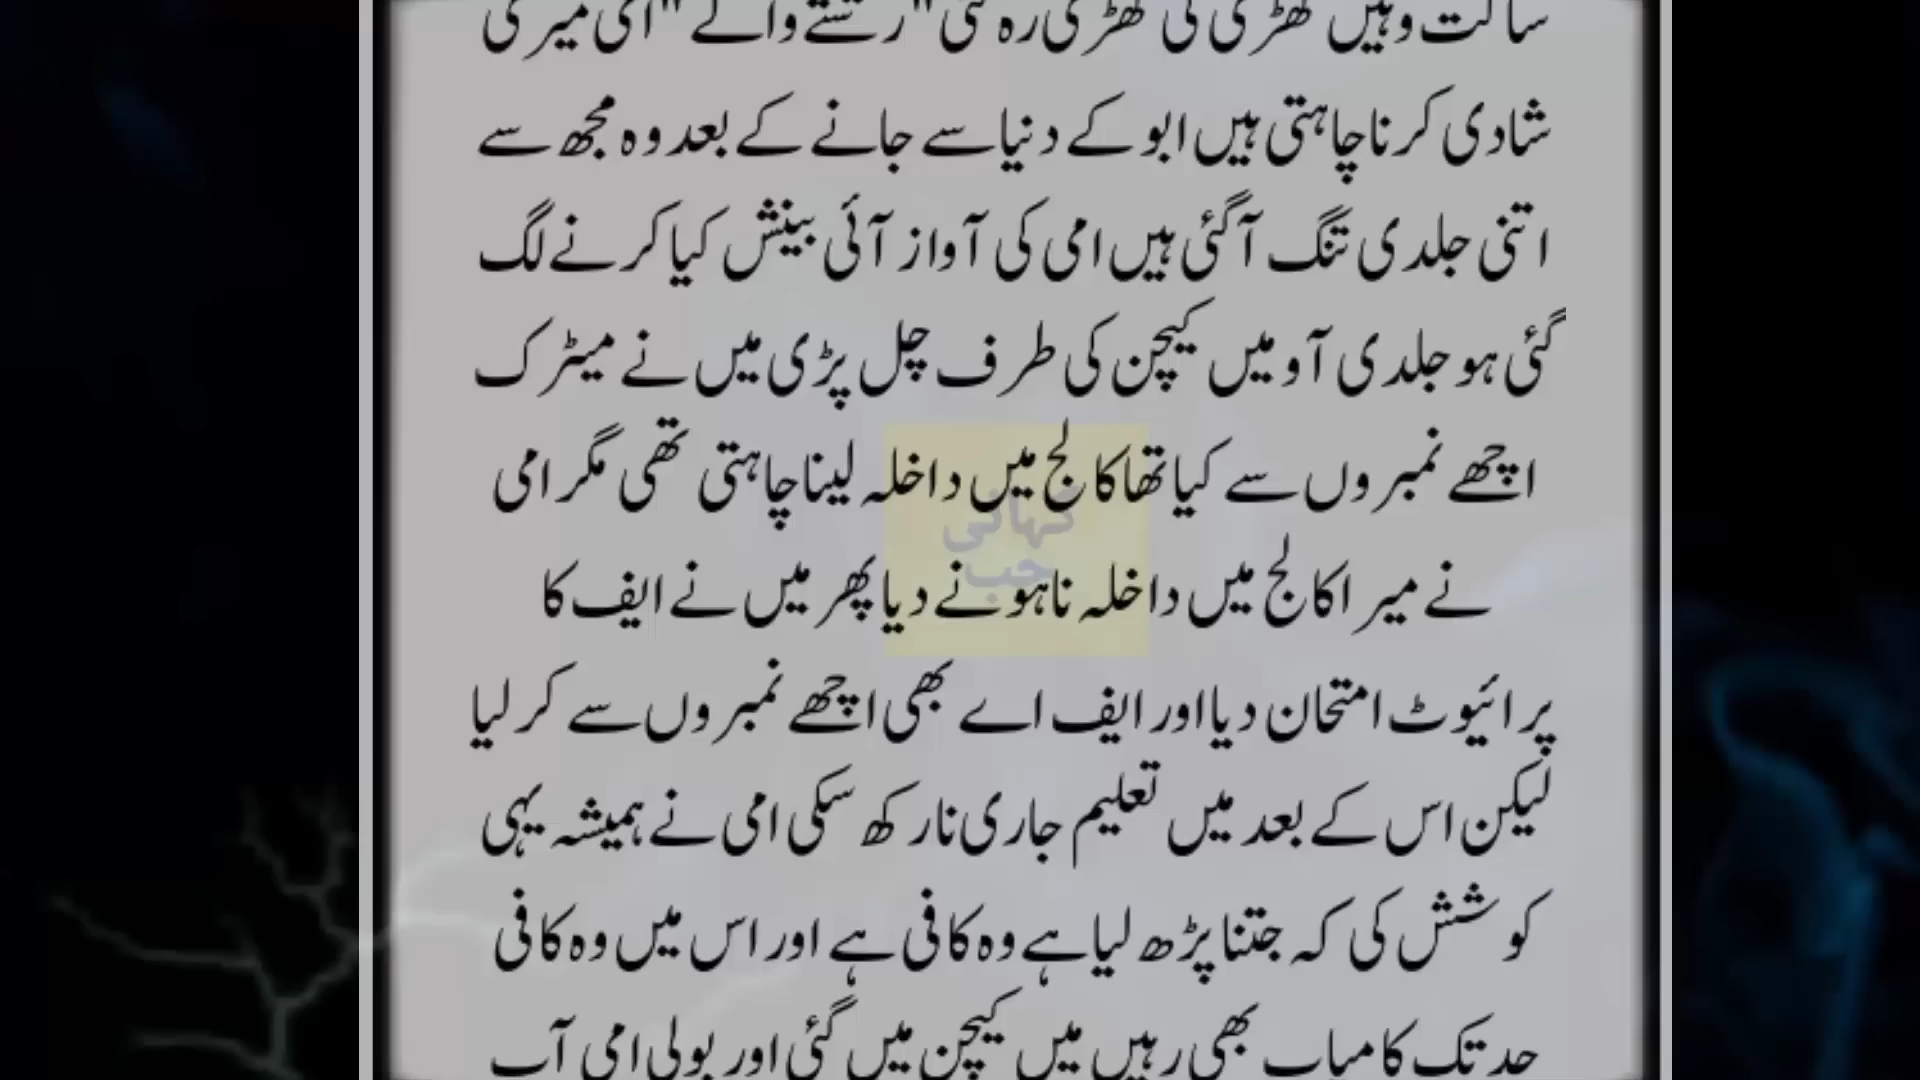 ساکت وہیں کھڑی کی کھڑی رہ گئی "رشتے والے" امی میری
شادی کرنا چاہتی ہیں ابو کے دنیا سے جانے کے بعد وہ مجھ سے
اتنی جلدی تنگ آگئی ہیں امی کی آواز آئی بینش کیا کرنے لگ
گئی ہو جلدی آو میں کیچن کی طرف چل پڑی میں نے میٹرک
اچھے نمبروں سے کیا تھا کالج میں داخلہ لینا چاہتی تھی مگر امی
نے میرا کالج میں داخلہ نا ہونے دیا پھر میں نے ایف کا
پرائیوٹ امتحان دیا اور ایف اے بھی اچھے نمبروں سے کر لیا
لیکن اس کے بعد میں تعلیم جاری نا رکھ سکی امی نے ہمیشہ یہی
کوشش کی کہ جتنا پڑھ لیا ہے وہ کافی ہے اور اس میں وہ کافی
حد تک کامیاب بھی رہیں میں کیچن میں گئی اور بولی امی آپ
کہانی
حب